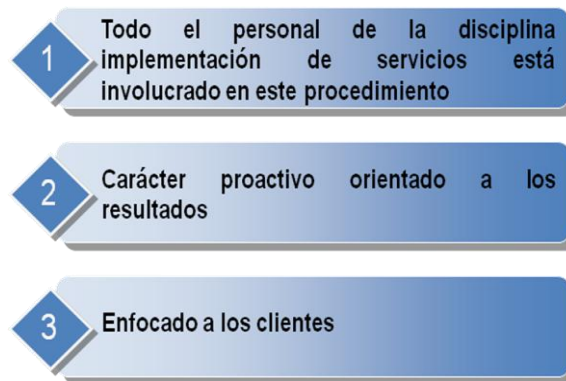 1
Todo el personal de la disciplina
implementación de servicios está
involucrado en este procedimiento
2
Carácter proactivo orientado a los
resultados
3
Enfocado a los clientes